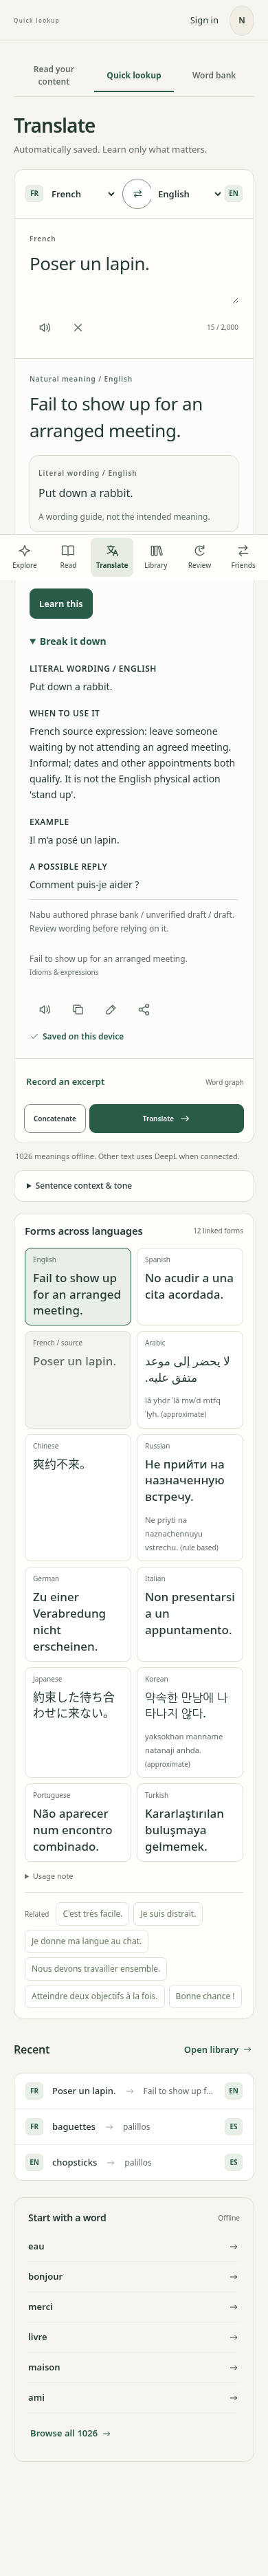 Quick lookup
Sign in
N
Read your
content
Quick lookup
Word bank
Translate
Automatically saved. Learn only what matters.
FR French
English EN
French
Poser un lapin.
15 / 2,000
Natural meaning / English
Fail to show up for an
arranged meeting.
Literal wording / English
Put down a rabbit.
A wording guide, not the intended meaning.
Explore
Read
Translate
Library
Review
Friends
Learn this
▼ Break it down
LITERAL WORDING / ENGLISH
Put down a rabbit.
WHEN TO USE IT
French source expression: leave someone
waiting by not attending an agreed meeting.
Informal; dates and other appointments both
qualify. It is not the English physical action
'stand up'.
EXAMPLE
Il m’a posé un lapin.
A POSSIBLE REPLY
Comment puis-je aider ?
Nabu authored phrase bank / unverified draft / draft.
Review wording before relying on it.
Fail to show up for an arranged meeting.
Idioms & expressions
✓ Saved on this device
Record an excerpt
Word graph
Concatenate
Translate →
1026 meanings offline. Other text uses DeepL when connected.
▶ Sentence context & tone
Forms across languages
12 linked forms
English
Fail to show up
for an arranged
meeting.
Spanish
No acudir a una
cita acordada.
French / source
Poser un lapin.
Arabic
لا يحضر إلى موعد
متفق عليه.
lā yḥḍr ʾlā mwʿd mtfq
ʿlyh. (approximate)
Chinese
爽约不来。
Russian
Не прийти на
назначенную
встречу.
Ne priyti na
naznachennuyu
vstrechu. (rule based)
German
Zu einer
Verabredung
nicht
erscheinen.
Italian
Non presentarsi
a un
appuntamento.
Japanese
約束した待ち合
わせに来ない。
Korean
약속한 만남에 나
타나지 않다.
yaksokhan manname
natanaji anhda.
(approximate)
Portuguese
Não aparecer
num encontro
combinado.
Turkish
Kararlaştırılan
buluşmaya
gelmemek.
▶ Usage note
Related
C'est très facile.
Je suis distrait.
Je donne ma langue au chat.
Nous devons travailler ensemble.
Atteindre deux objectifs à la fois.
Bonne chance !
Recent
Open library →
FR Poser un lapin. → Fail to show up f... EN
FR baguettes → palillos ES
EN chopsticks → palillos ES
Start with a word
Offline
eau →
bonjour →
merci →
livre →
maison →
ami →
Browse all 1026 →